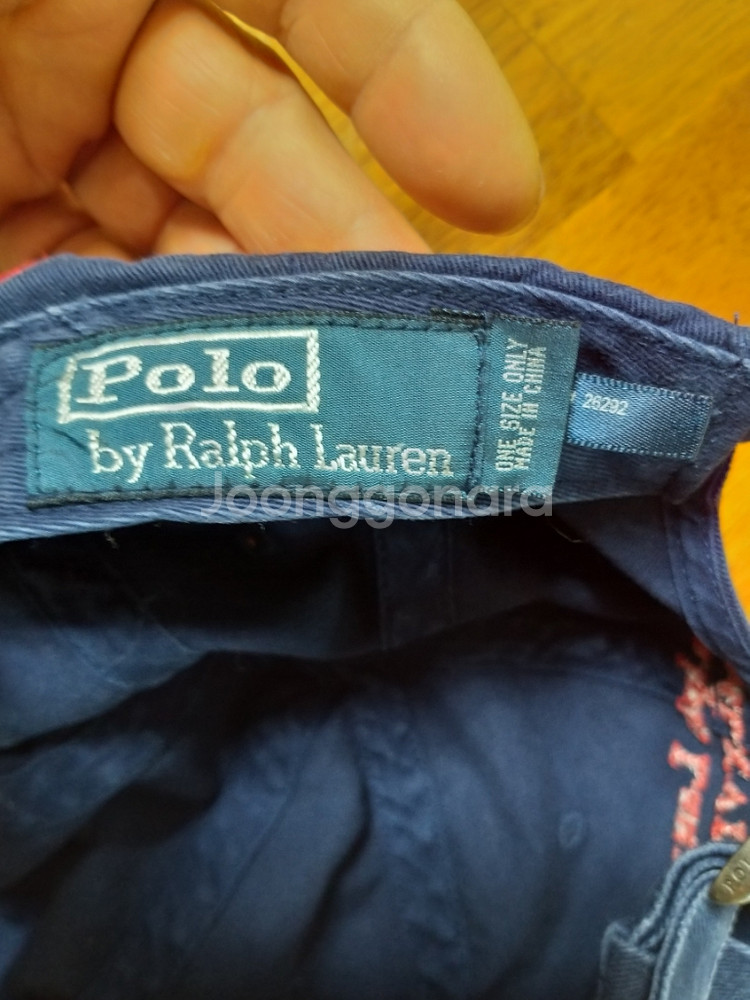 Polo
by Ralph Lauren
ONE SIZE ONLY
MADE IN CHINA
26292
Joonggonara